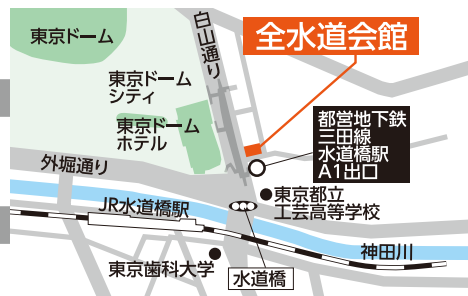 東京ドーム
白山通り
全水道会館
東京ドーム
シティ
東京ドーム
ホテル
都営地下鉄
三田線
水道橋駅
A1出口
外堀通り
東京都立
工芸高等学校
JR水道橋駅
神田川
東京歯科大学
水道橋